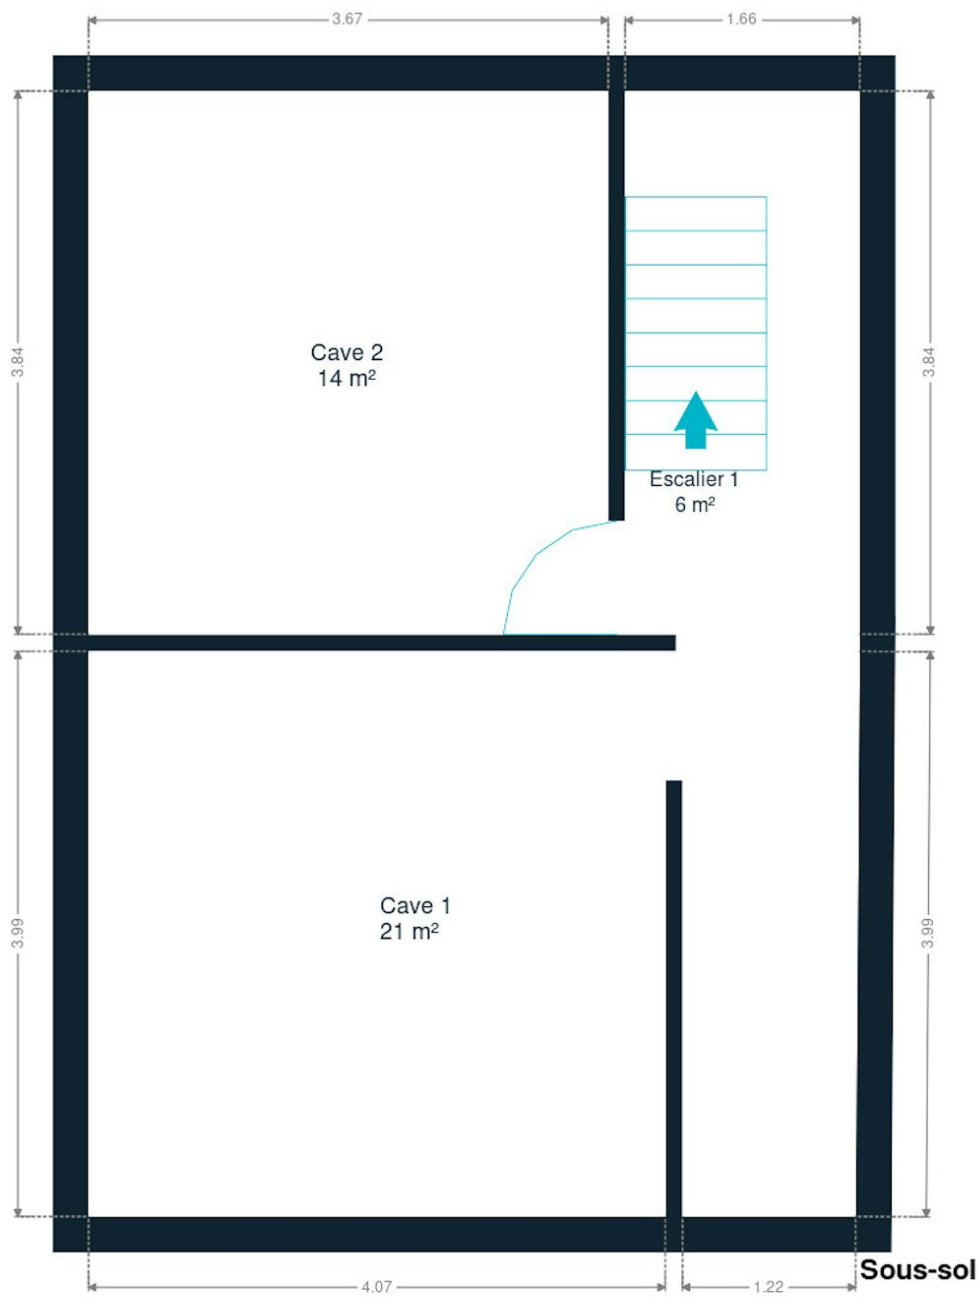 3.67
1.66
3.84
3.84
Cave 2
14 m²
Escalier 1
6 m²
3.99
3.99
Cave 1
21 m²
Sous-sol
4.07
1.22